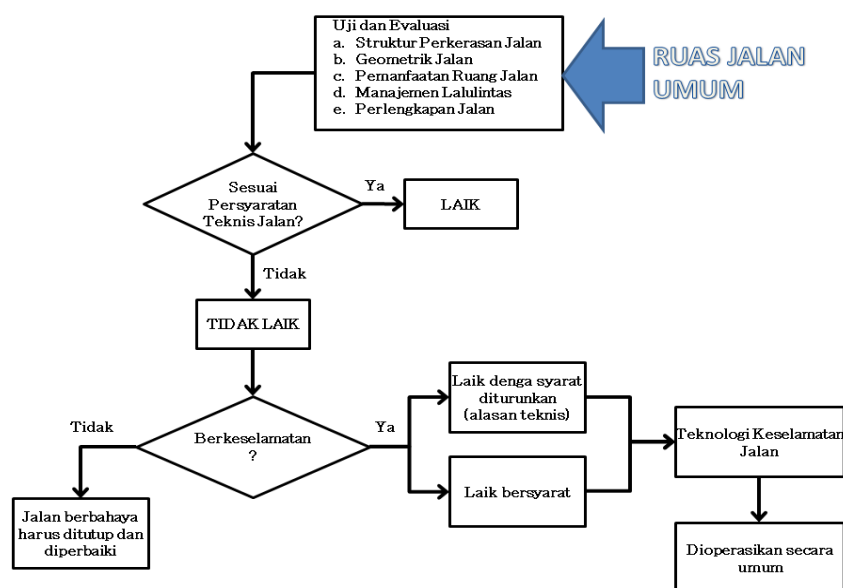 Uji dan Evaluasi
a. Struktur Perkerasan Jalan
b. Geometrik Jalan
c. Pemanfaatan Ruang Jalan
d. Manajemen Lalulintas
e. Perlengkapan Jalan
RUAS JALAN
UMUM
Sesuai
Persyaratan
Teknis Jalan?
Ya
LAIK
Tidak
TIDAK LAIK
Berkeselamatan
?
Tidak
Ya
Jalan berbahaya
harus ditutup dan
diperbaiki
Laik denga syarat
diturunkan
(alasan teknis)
Laik bersyarat
Teknologi Keselamatan
Jalan
Dioperasikan secara
umum